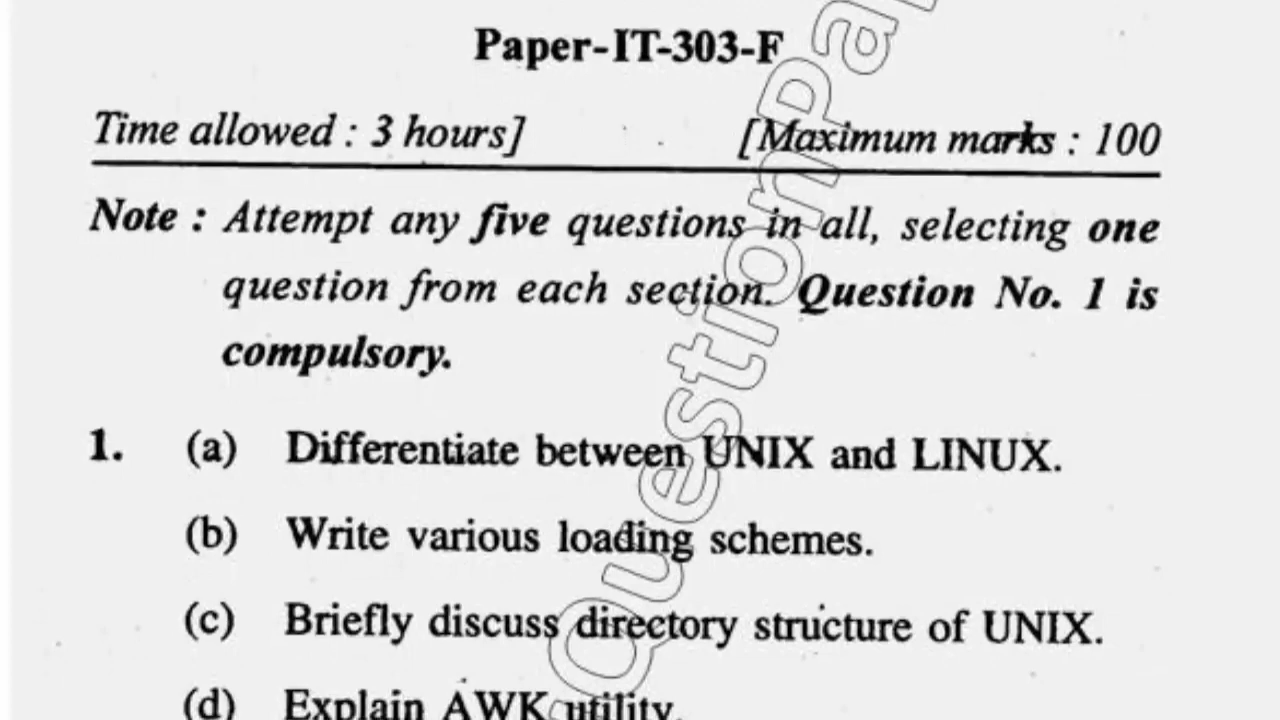 Paper-IT-303-F
Time allowed : 3 hours] [Maximum marks : 100
Note : Attempt any five questions in all, selecting one
question from each section. Question No. 1 is
compulsory.
1. (a) Differentiate between UNIX and LINUX.
(b) Write various loading schemes.
(c) Briefly discuss directory structure of UNIX.
(d) Explain AWK utility.
Question Pa